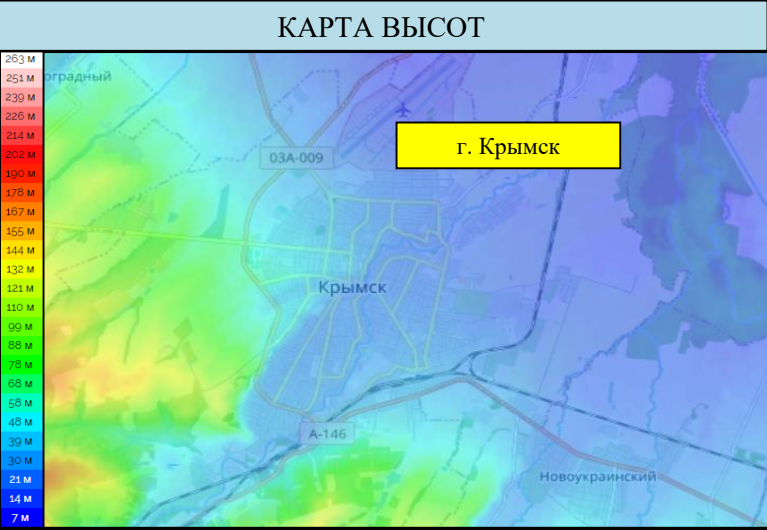 КАРТА ВЫСОТ
263 м
251 м
239 м
226 м
214 м
202 м
190 м
178 м
167 м
155 м
144 м
132 м
121 м
110 м
99 м
88 м
78 м
68 м
58 м
48 м
39 м
30 м
21 м
14 м
7 м
оградный
г. Крымск
03А-009
Крымск
А-146
Новоукраинский